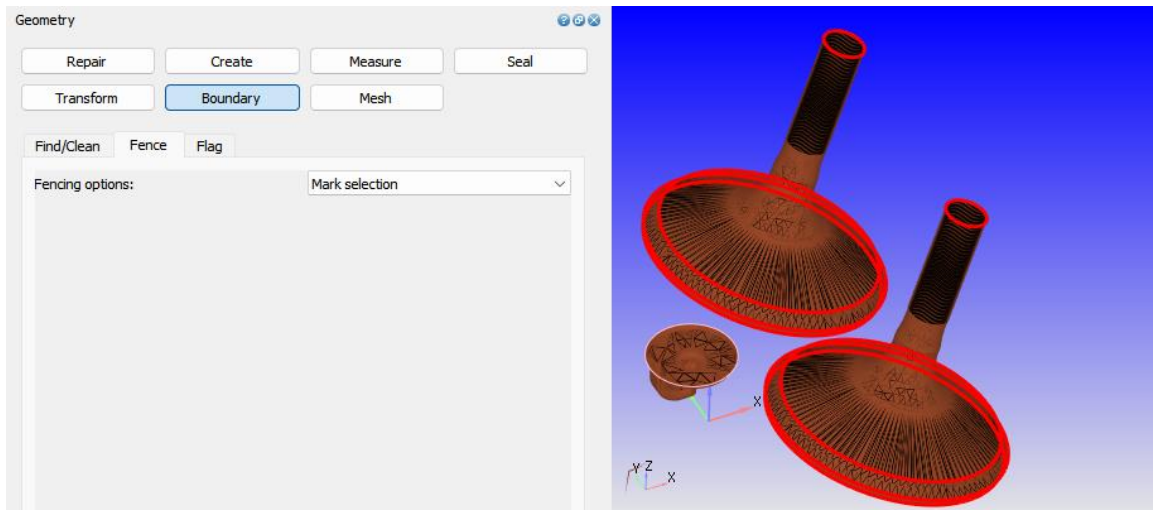 Geometry
Repair Create Measure Seal
Transform Boundary Mesh
Find/Clean Fence Flag
Fencing options: Mark selection
X
Y Z X